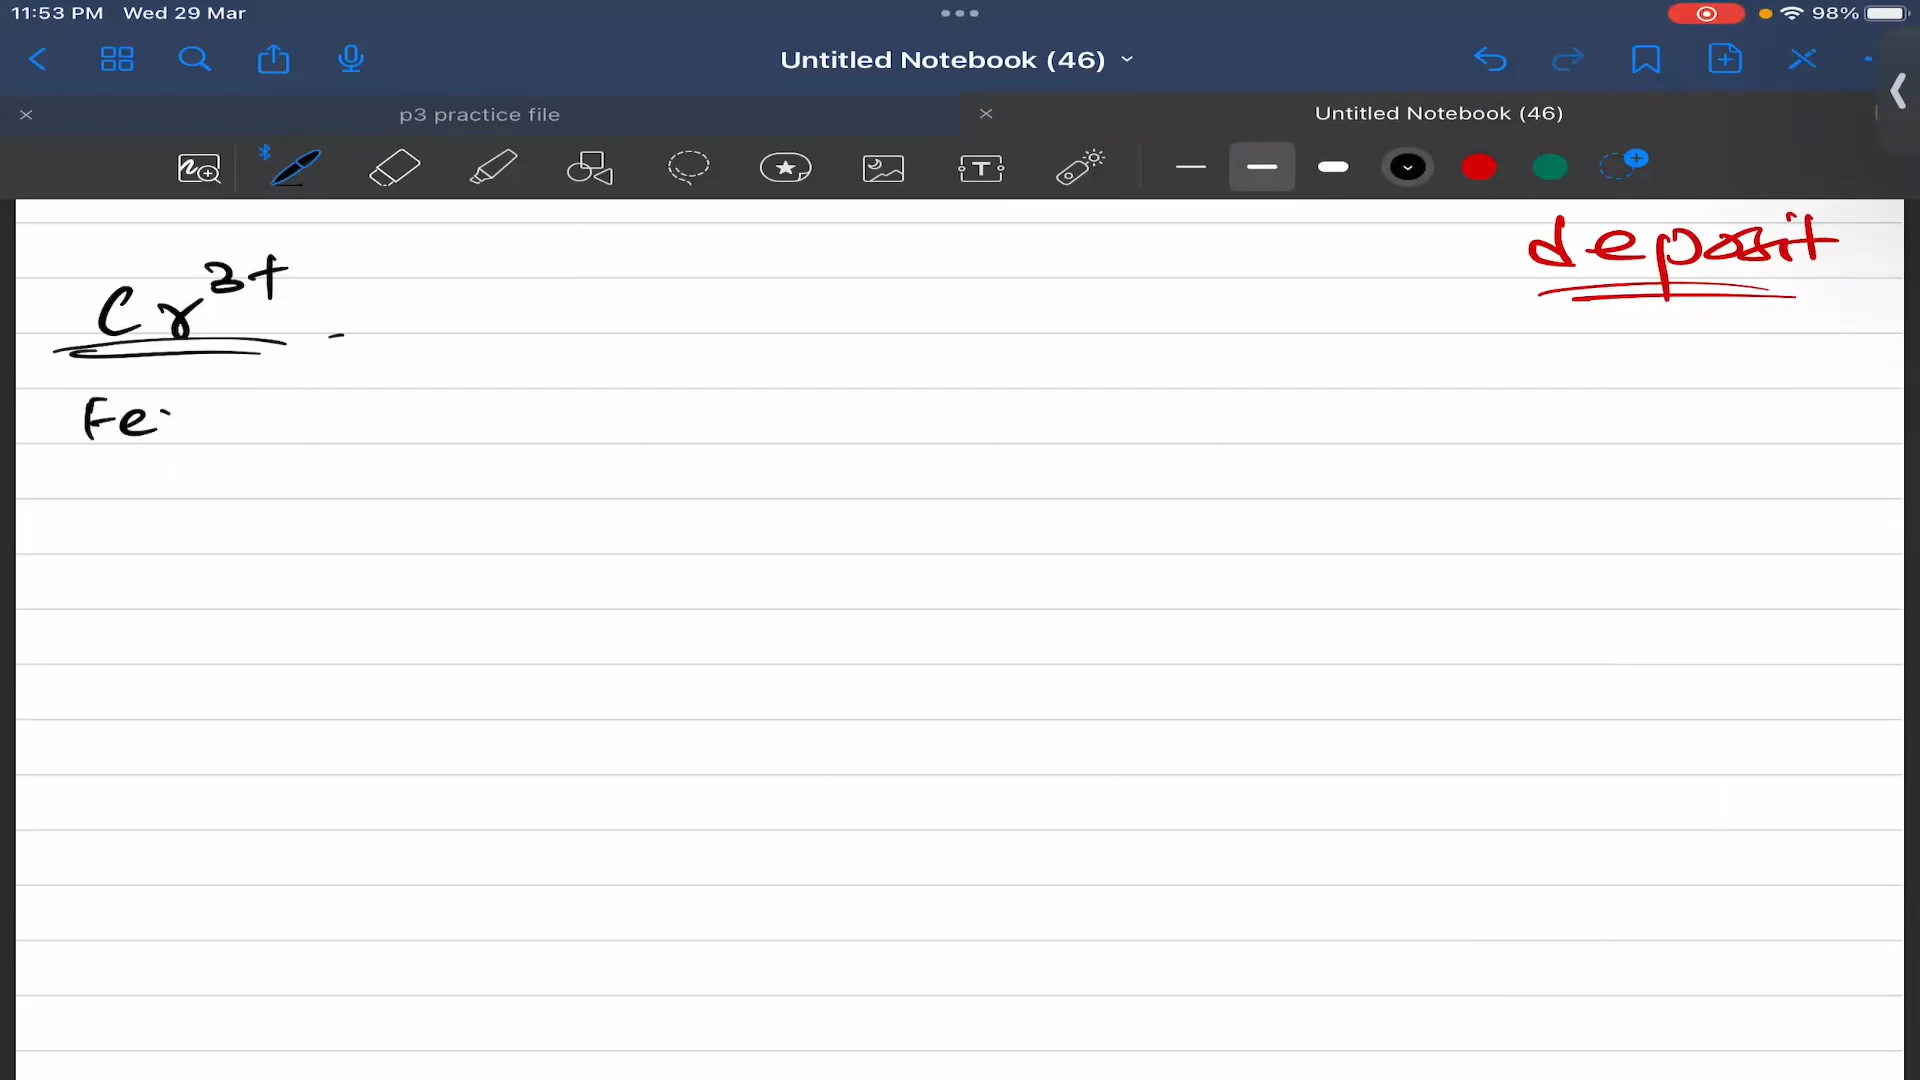 11:53 PM Wed 29 Mar 98%
Untitled Notebook (46)
p3 practice file Untitled Notebook (46)
T
deposit
Cr³⁺ -
Fe